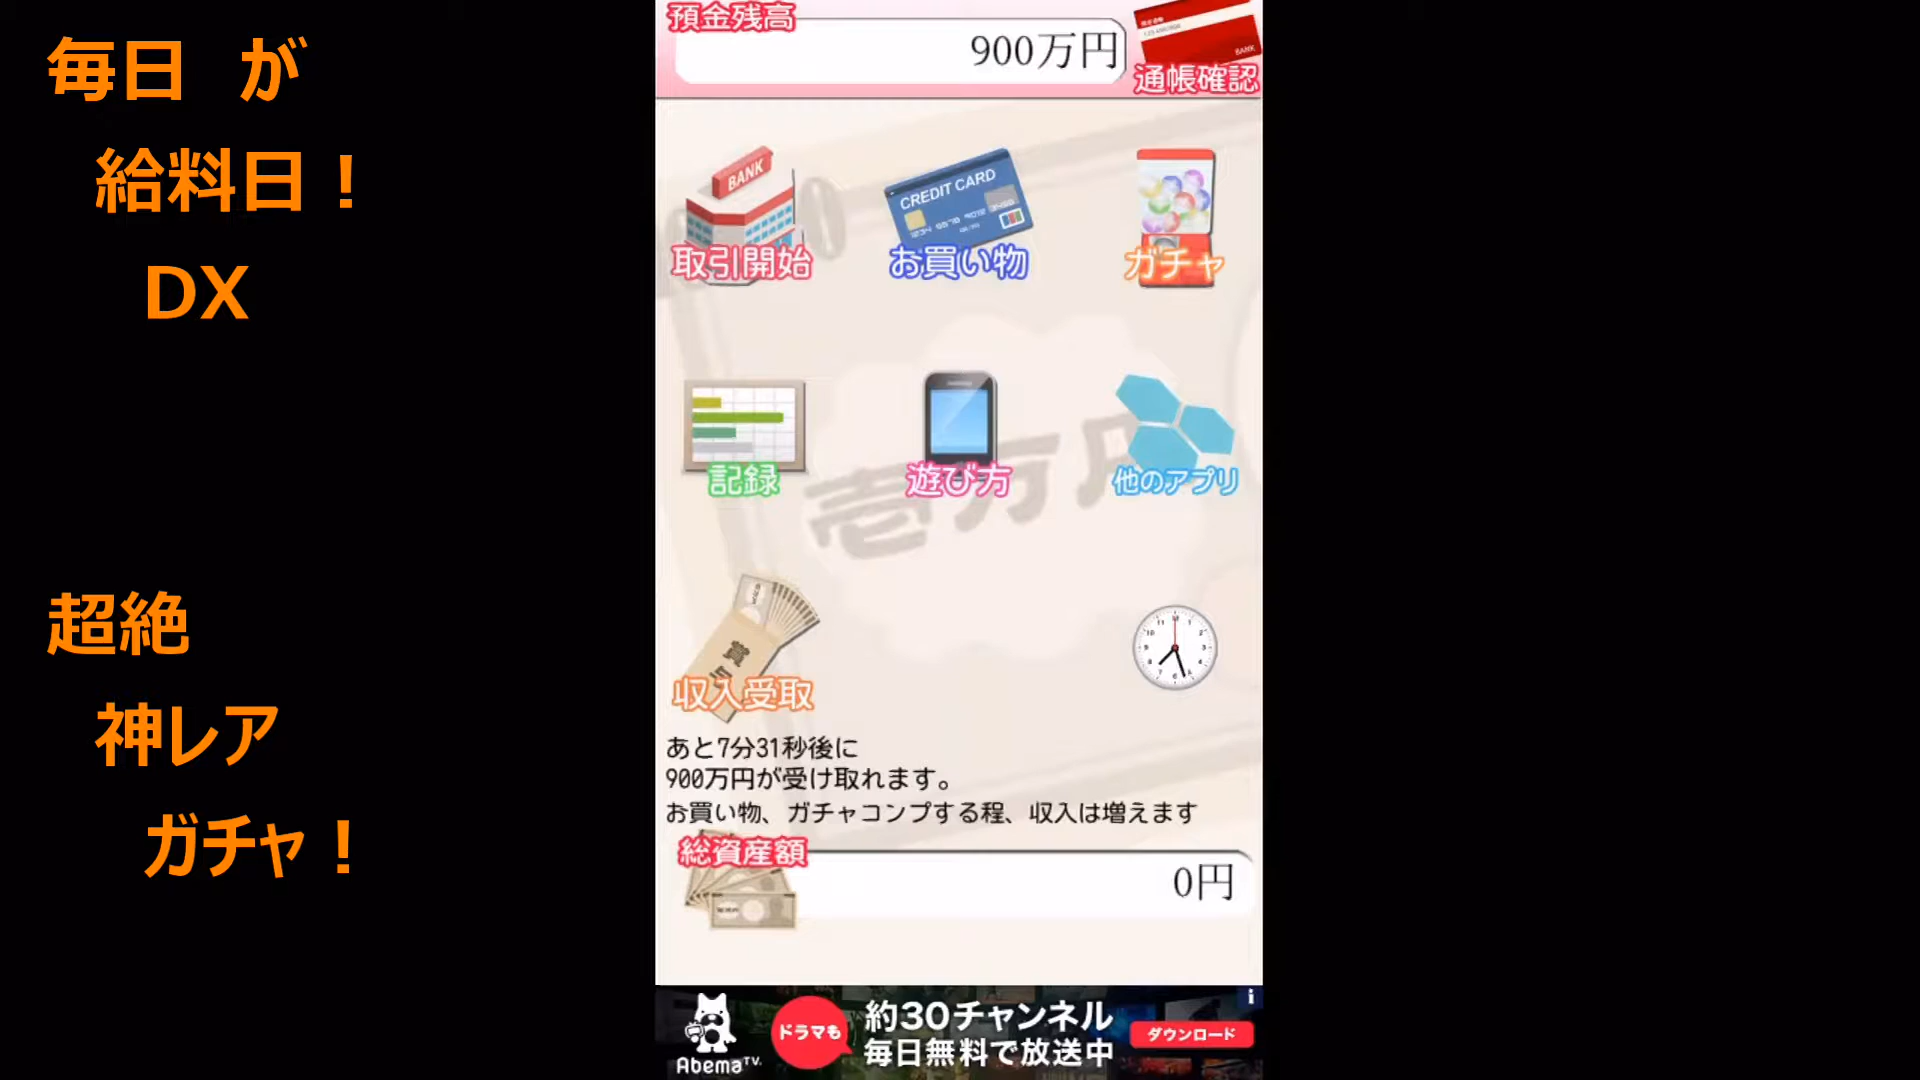 毎日 が
給料日！
DX
超絶
神レア
ガチャ！
預金残高
900万円
BANK
通帳確認
BANK
取引開始
CREDIT CARD
お買い物
ガチャ
記録
遊び方
他のアプリ
壱万円
賞与
収入受取
あと7分31秒後に
900万円が受け取れます。
お買い物、ガチャコンプする程、収入は増えます
総資産額
0円
AbemaTV.
ドラマも
約30チャンネル
毎日無料で放送中
ダウンロード